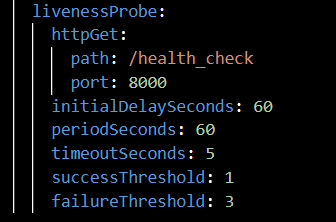 livenessProbe:
  httpGet:
    path: /health_check
    port: 8000
  initialDelaySeconds: 60
  periodSeconds: 60
  timeoutSeconds: 5
  successThreshold: 1
  failureThreshold: 3